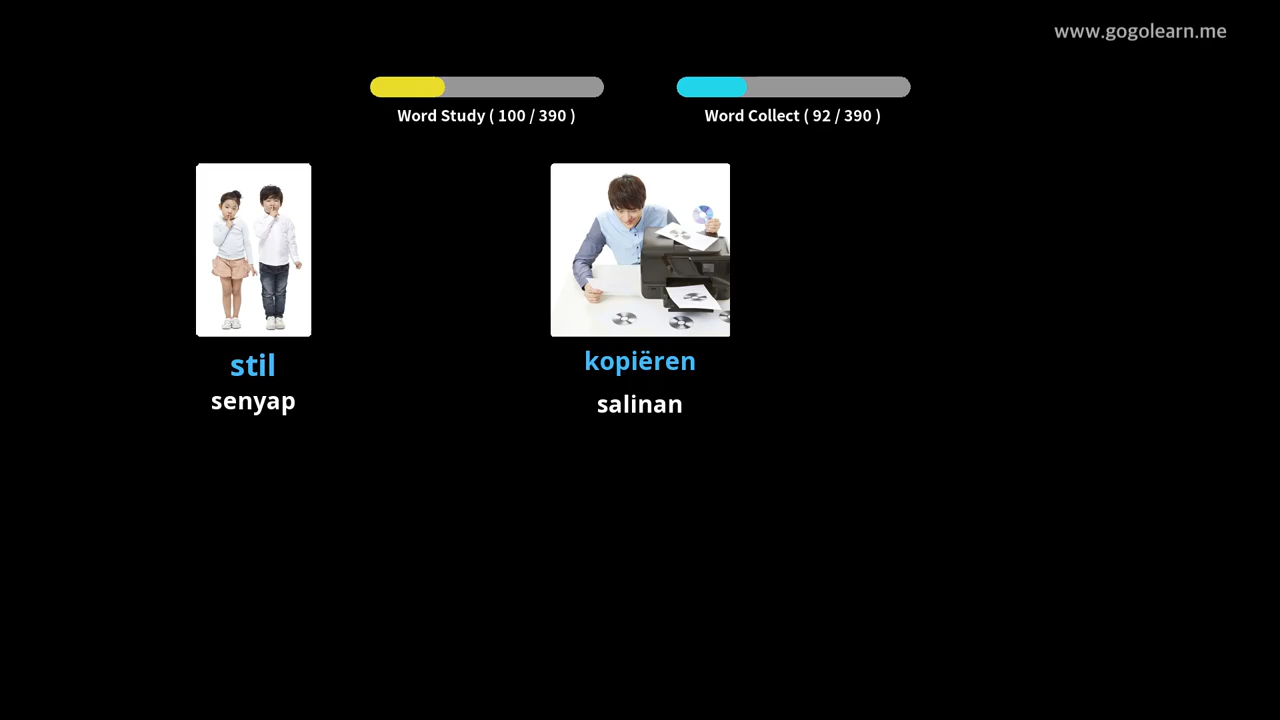 www.gogolearn.me
Word Study ( 100 / 390 )
Word Collect ( 92 / 390 )
stil
senyap
kopiëren
salinan